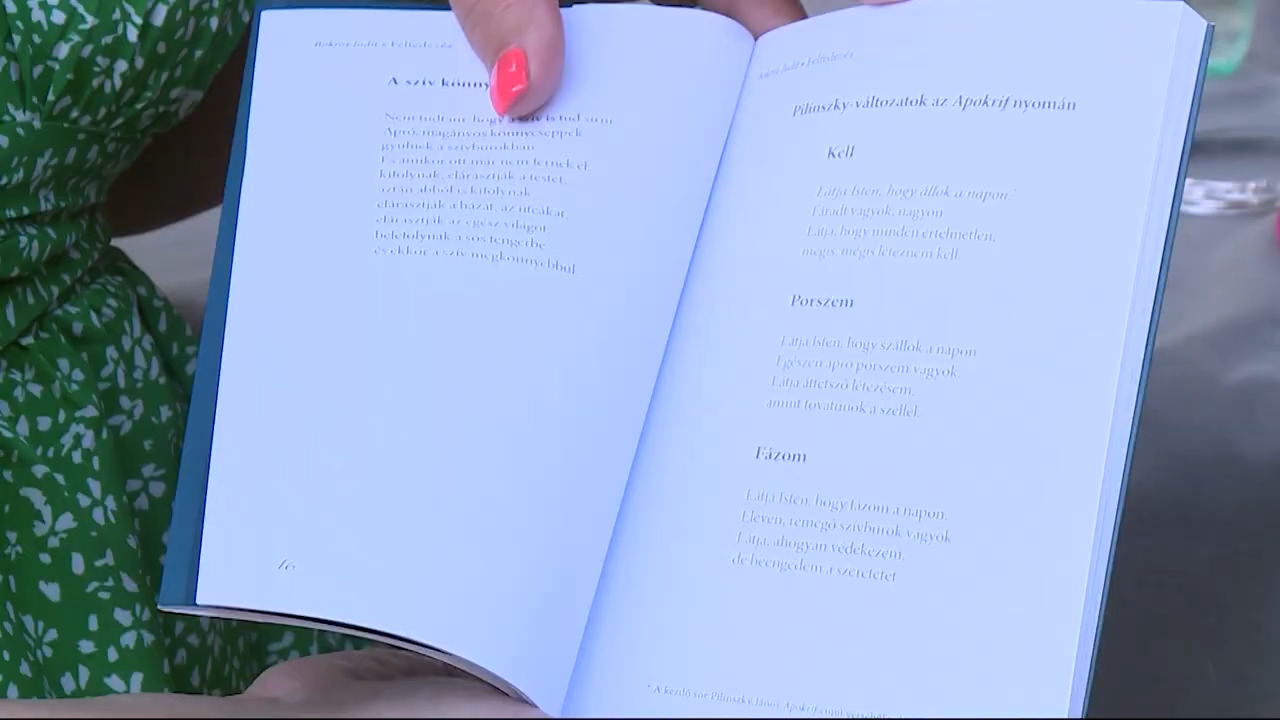 Bokros Judit • Felfedezés
A szív könny
Nem tudtam, hogy a szív is tud sírni.
Apró, magányos könnycseppek
gyűlnek a szívburokban.
És amikor ott már nem férnek el,
kifolynak, elárasztják a testet,
aztán abból is kifolynak,
elárasztják a házat, az utcákat,
elárasztják az egész világot,
belefolynak a sós tengerbe,
és ekkor a szív megkönnyebbül.
16
Judit • Felfedezés
Pilinszky-változatok az Apokrif nyomán
Kell
Látja Isten, hogy állok a napon.*
Fáradt vagyok, nagyon.
Látja, hogy minden értelmetlen,
mégis, mégis léteznem kell.
Porszem
Látja Isten, hogy szállok a napon.
Egészen apró porszem vagyok.
Látja áttetsző létezésem,
amint tovatűnök a széllel.
Fázom
Látja Isten, hogy fázom a napon.
Eleven, remegő szívburok vagyok.
Látja, ahogyan védekezem,
de beengedem a szeretetet.
* A kezdő sor Pilinszky János Apokrif című verséből